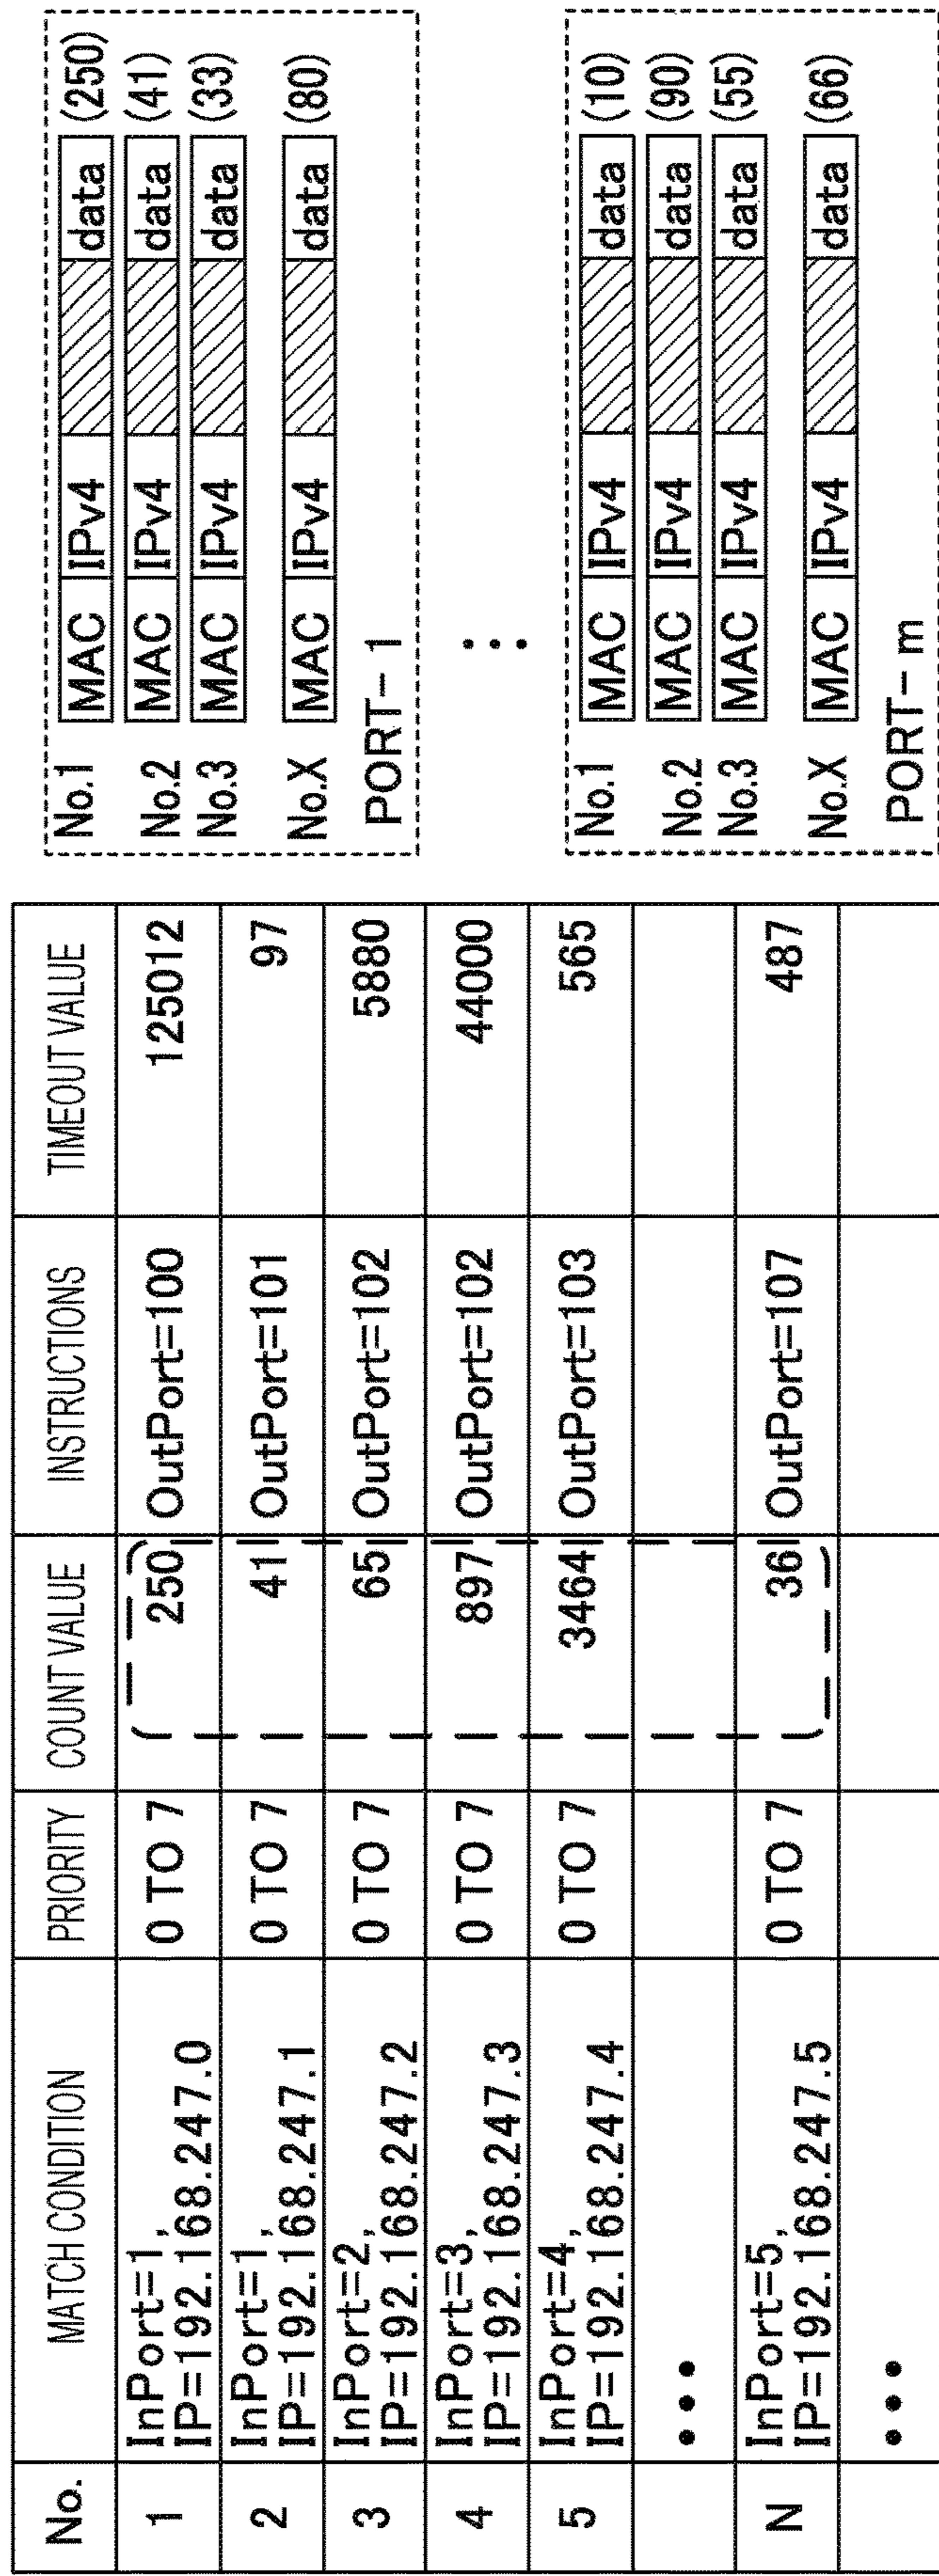 No. MATCH CONDITION PRIORITY COUNT VALUE INSTRUCTIONS TIMEOUT VALUE
1 InPort=1, 0 TO 7 250 OutPort=100 125012
IP=192.168.247.0
2 InPort=1, 0 TO 7 41 OutPort=101 97
IP=192.168.247.1
3 InPort=2, 0 TO 7 65 OutPort=102 5880
IP=192.168.247.2
4 InPort=3, 0 TO 7 897 OutPort=102 44000
IP=192.168.247.3
5 InPort=4, 0 TO 7 3464 OutPort=103 565
IP=192.168.247.4
•••
N InPort=5, 0 TO 7 36 OutPort=107 487
IP=192.168.247.5
•••
No.1 MAC IPv4 data (250)
No.2 MAC IPv4 data (41)
No.3 MAC IPv4 data (33)
No.X MAC IPv4 data (80)
PORT-1
•••
No.1 MAC IPv4 data (10)
No.2 MAC IPv4 data (90)
No.3 MAC IPv4 data (55)
No.X MAC IPv4 data (66)
PORT-m